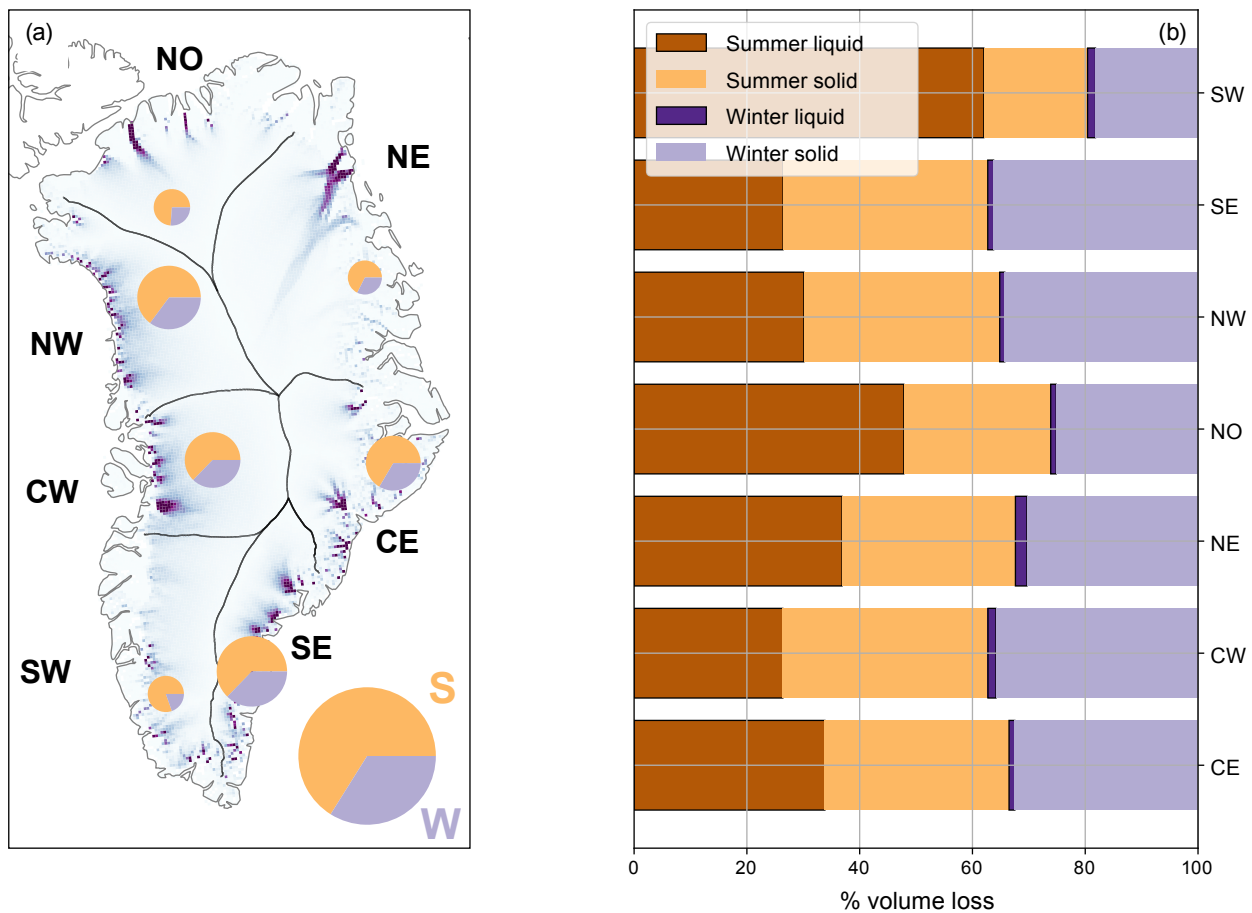 (a)
NO
NE
NW
CW
CE
SE
SW
S
W
(b)
Summer liquid
Summer solid
Winter liquid
Winter solid
SW
SE
NW
NO
NE
CW
CE
0 20 40 60 80 100
% volume loss